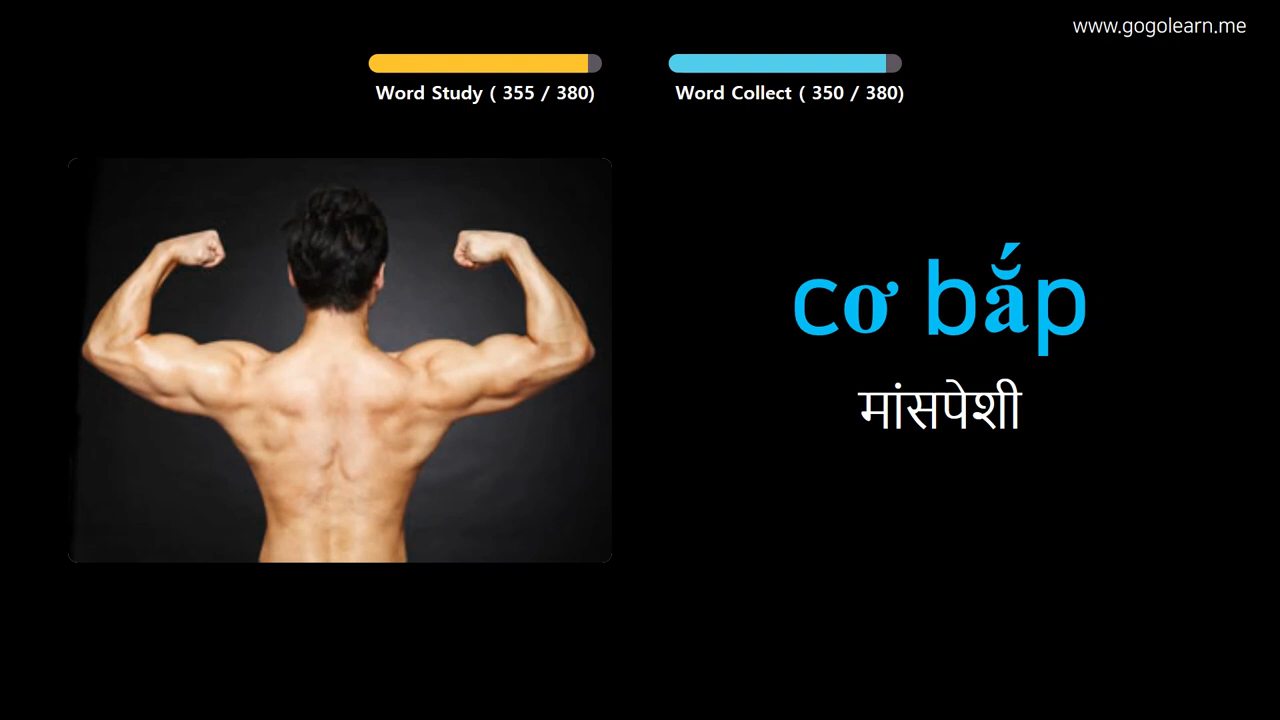 www.gogolearn.me
Word Study ( 355 / 380)
Word Collect ( 350 / 380)
cơ bắp
मांसपेशी